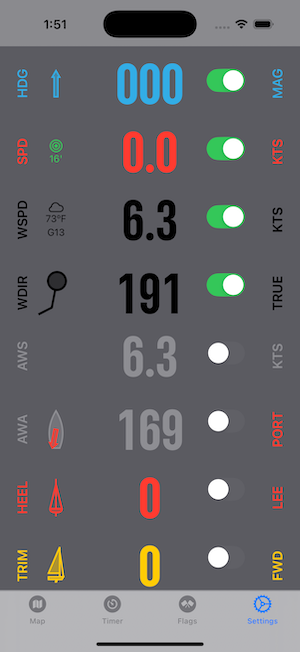 1:51
HDG 000 MAG
SPD 16' 0.0 KTS
WSPD 73°F G13 6.3 KTS
WDIR 191 TRUE
AWS 6.3 KTS
AWA 169 PORT
HEEL 0 LEE
TRIM 0 FWD
Map Timer Flags Settings